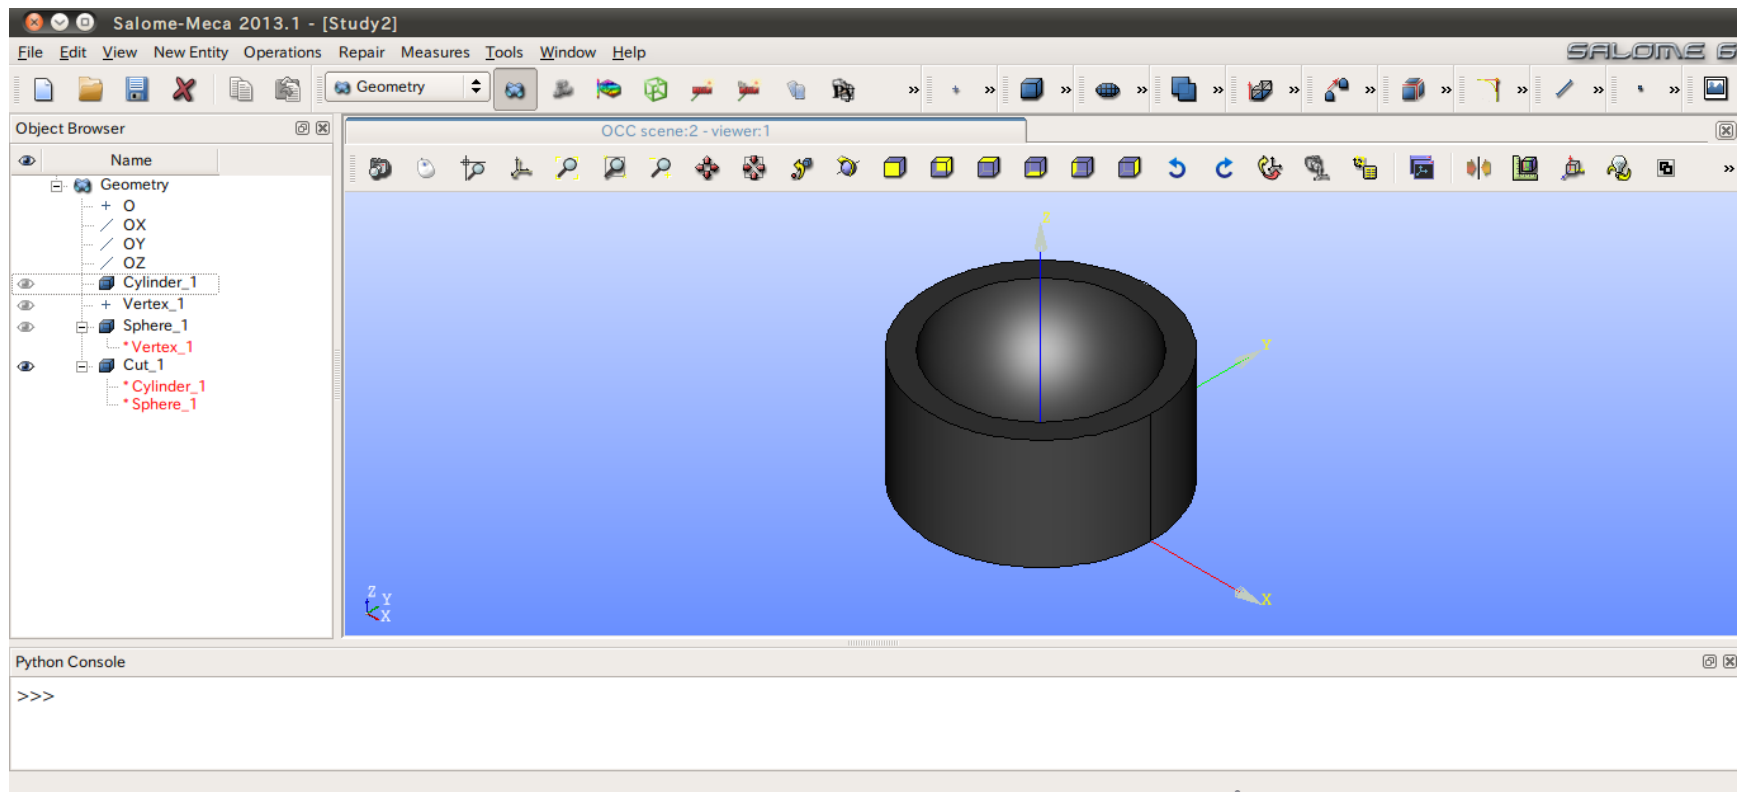 Salome-Meca 2013.1 - [Study2]
File Edit View New Entity Operations Repair Measures Tools Window Help
SALOME 6
Geometry » » » » » » » » » »
Object Browser
OCC scene:2 - viewer:1
Name
»
Geometry
O
OX
OY
OZ
Cylinder_1
Vertex_1
Sphere_1
* Vertex_1
Cut_1
* Cylinder_1
* Sphere_1
Z
Y
X
Z
Y
X
Python Console
>>>